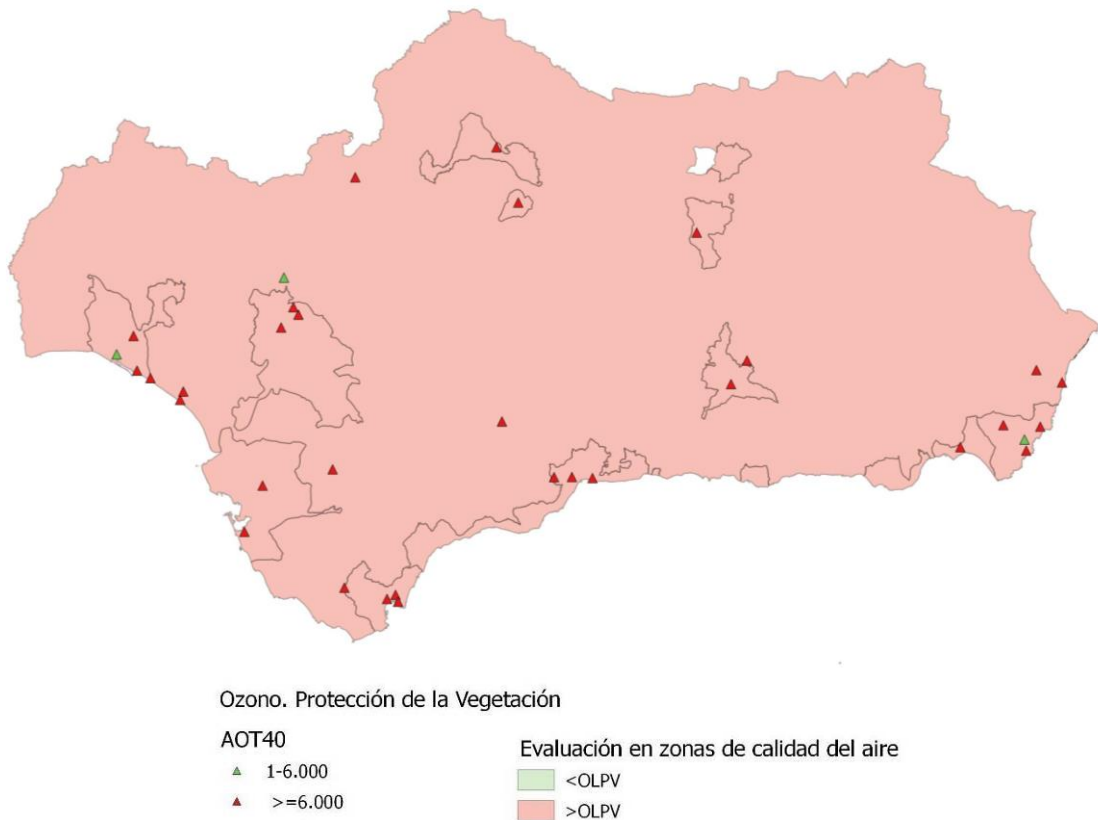 Ozono. Protección de la Vegetación
AOT40
1-6.000
>=6.000
Evaluación en zonas de calidad del aire
<OLPV
>OLPV